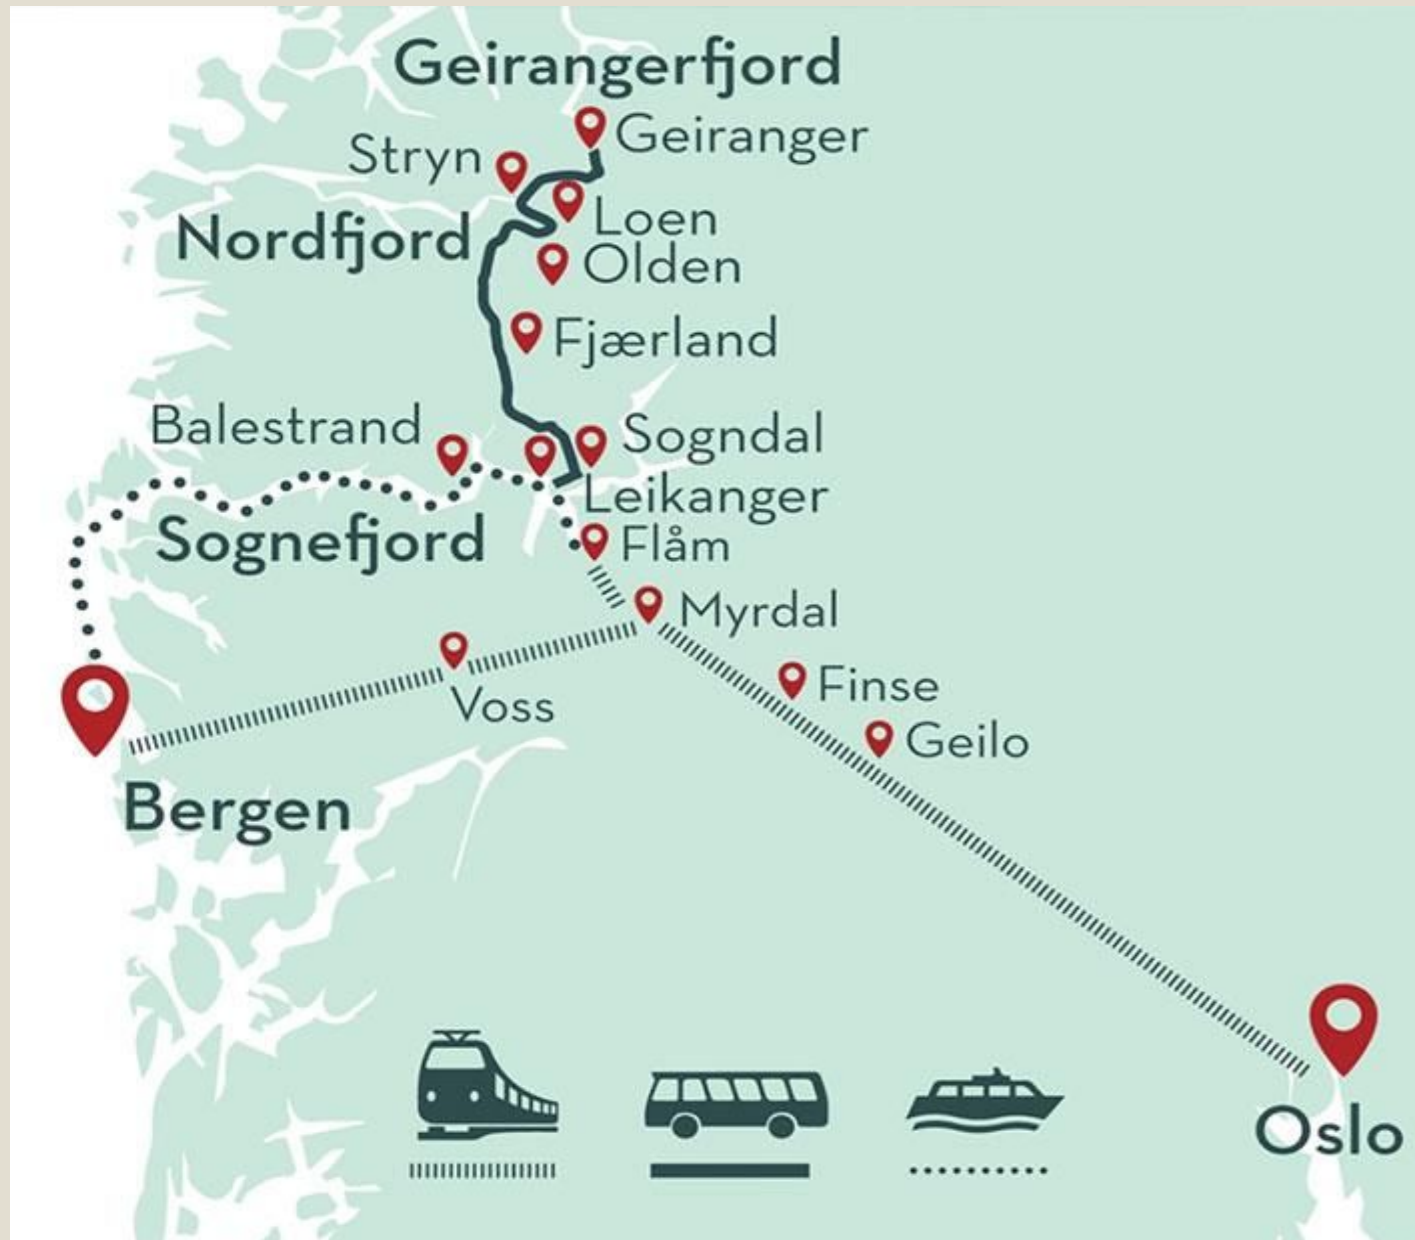 Geirangerfjord
Geiranger
Stryn
Loen
Nordfjord
Olden
Fjærland
Balestrand
Sogndal
Leikanger
Sognefjord
Flåm
Myrdal
Voss
Finse
Geilo
Bergen
Oslo